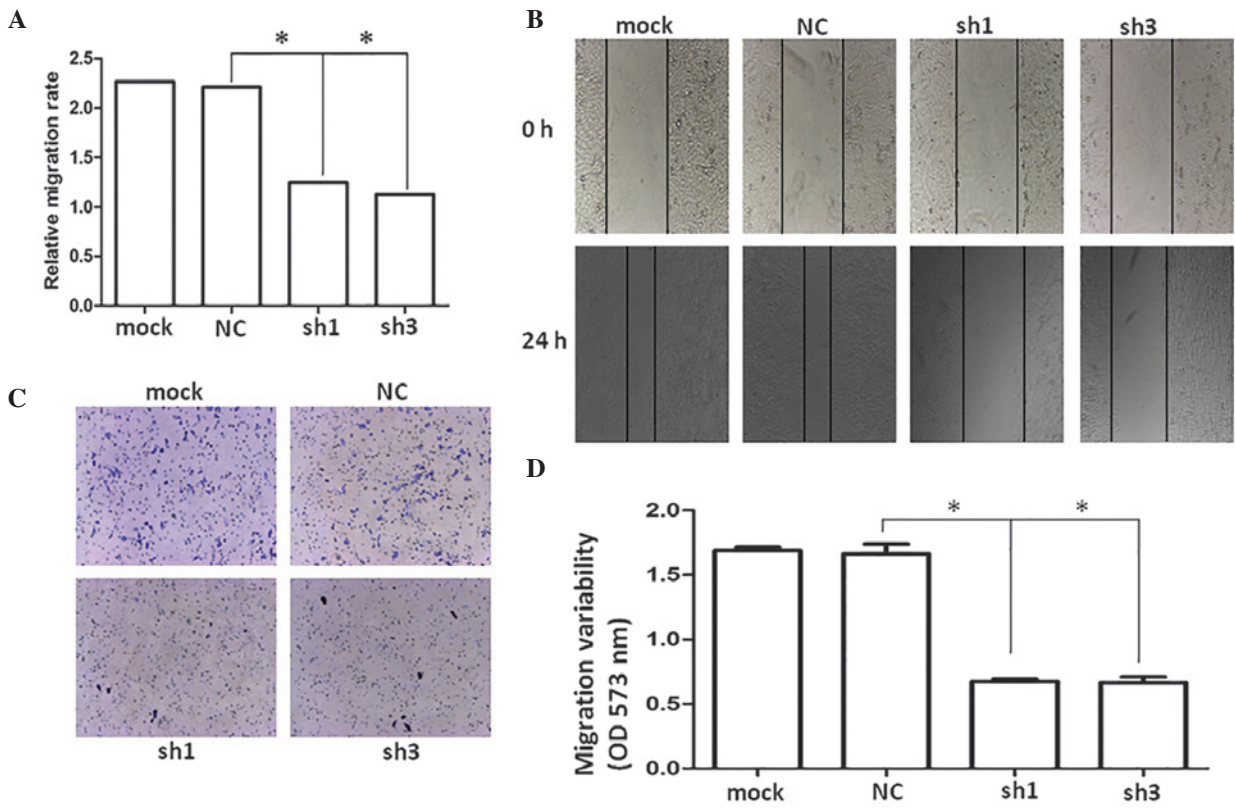 A
Relative migration rate
2.5
2.0
1.5
1.0
0.5
0.0
* *
mock NC sh1 sh3
B
mock NC sh1 sh3
0 h
24 h
C
mock NC
sh1 sh3
D
Migration variability
(OD 573 nm)
2.0
1.5
1.0
0.5
0.0
* *
mock NC sh1 sh3